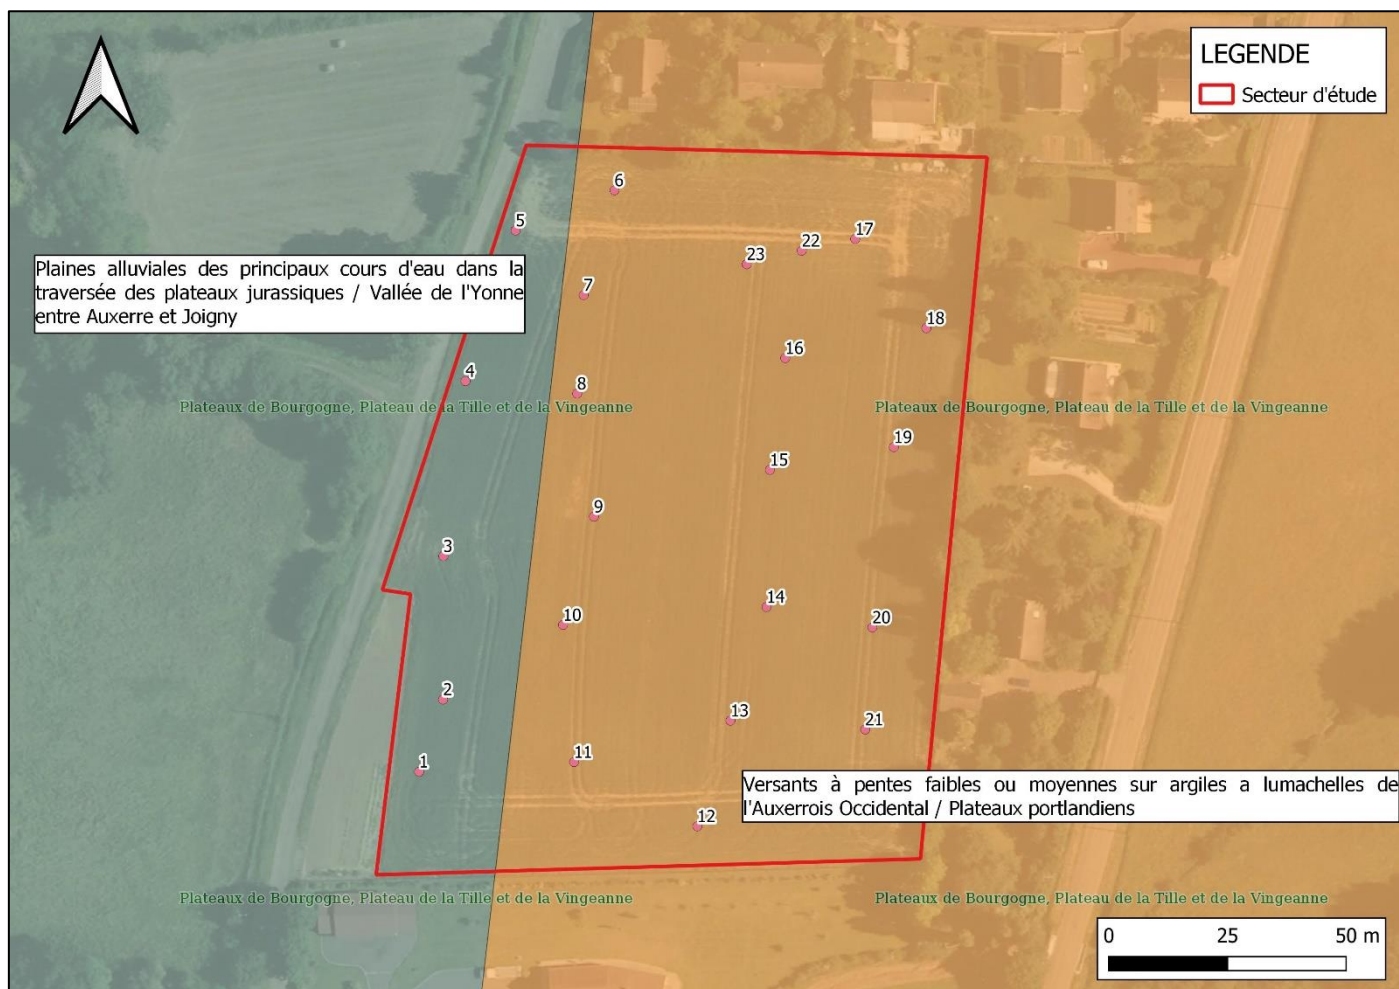 LEGENDE
Secteur d'étude
6
5
17
22
23
Plaines alluviales des principaux cours d'eau dans la
traversée des plateaux jurassiques / Vallée de l'Yonne
entre Auxerre et Joigny
7
18
16
4
8
Plateaux de Bourgogne, Plateau de la Tille et de la Vingeanne
Plateaux de Bourgogne, Plateau de la Tille et de la Vingeanne
19
15
9
3
14
10
20
2
13
21
11
1
Versants à pentes faibles ou moyennes sur argiles a lumachelles de
l'Auxerrois Occidental / Plateaux portlandiens
12
Plateaux de Bourgogne, Plateau de la Tille et de la Vingeanne
Plateaux de Bourgogne, Plateau de la Tille et de la Vingeanne
0 25 50 m